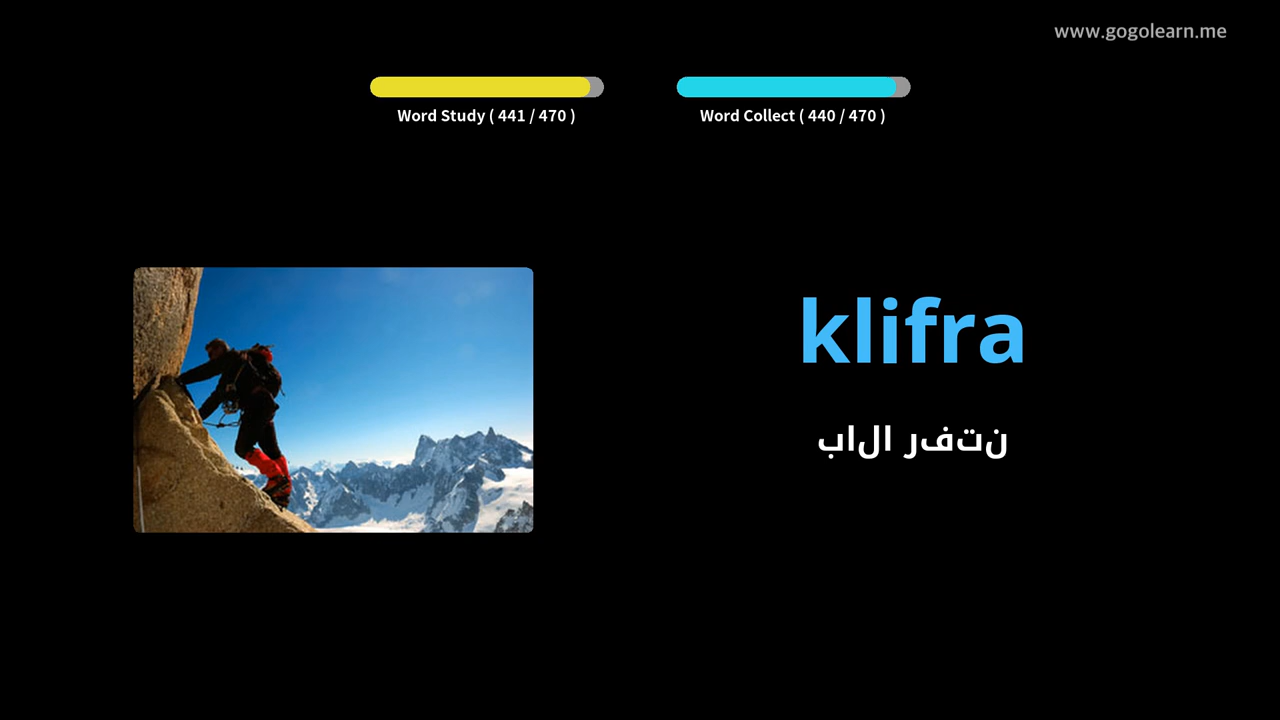 www.gogolearn.me
Word Study ( 441 / 470 )
Word Collect ( 440 / 470 )
klifra
نتفر الاب